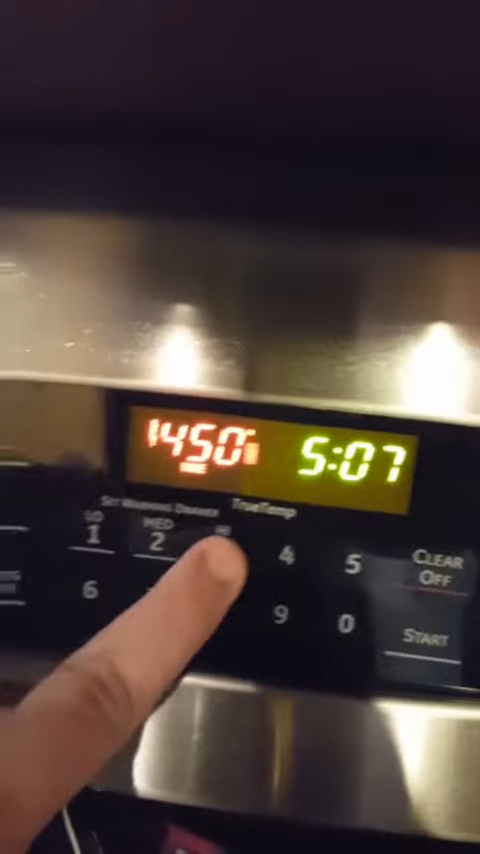 1450° 5:07
SET WARMING DRAWER TrueTemp
LO MED HI
1 2 4 5 CLEAR
OFF
6 9 0 START